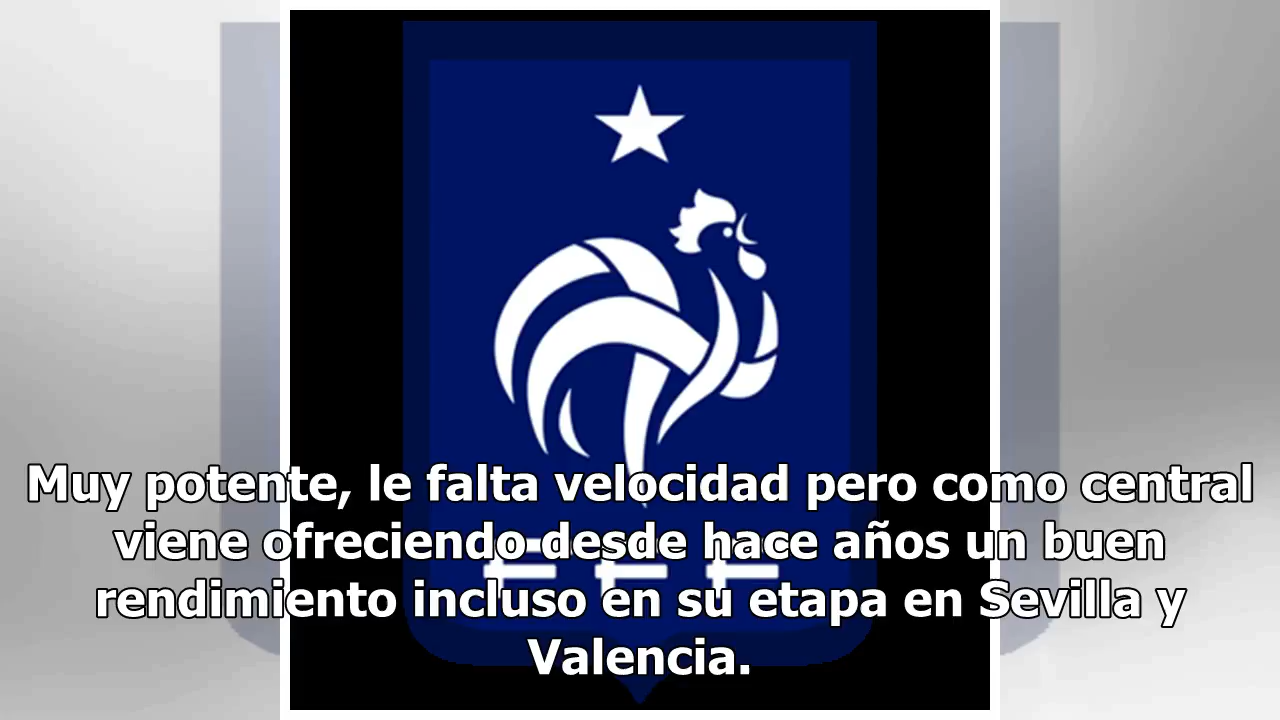 Muy potente, le falta velocidad pero como central
viene ofreciendo desde hace años un buen
rendimiento incluso en su etapa en Sevilla y
Valencia.